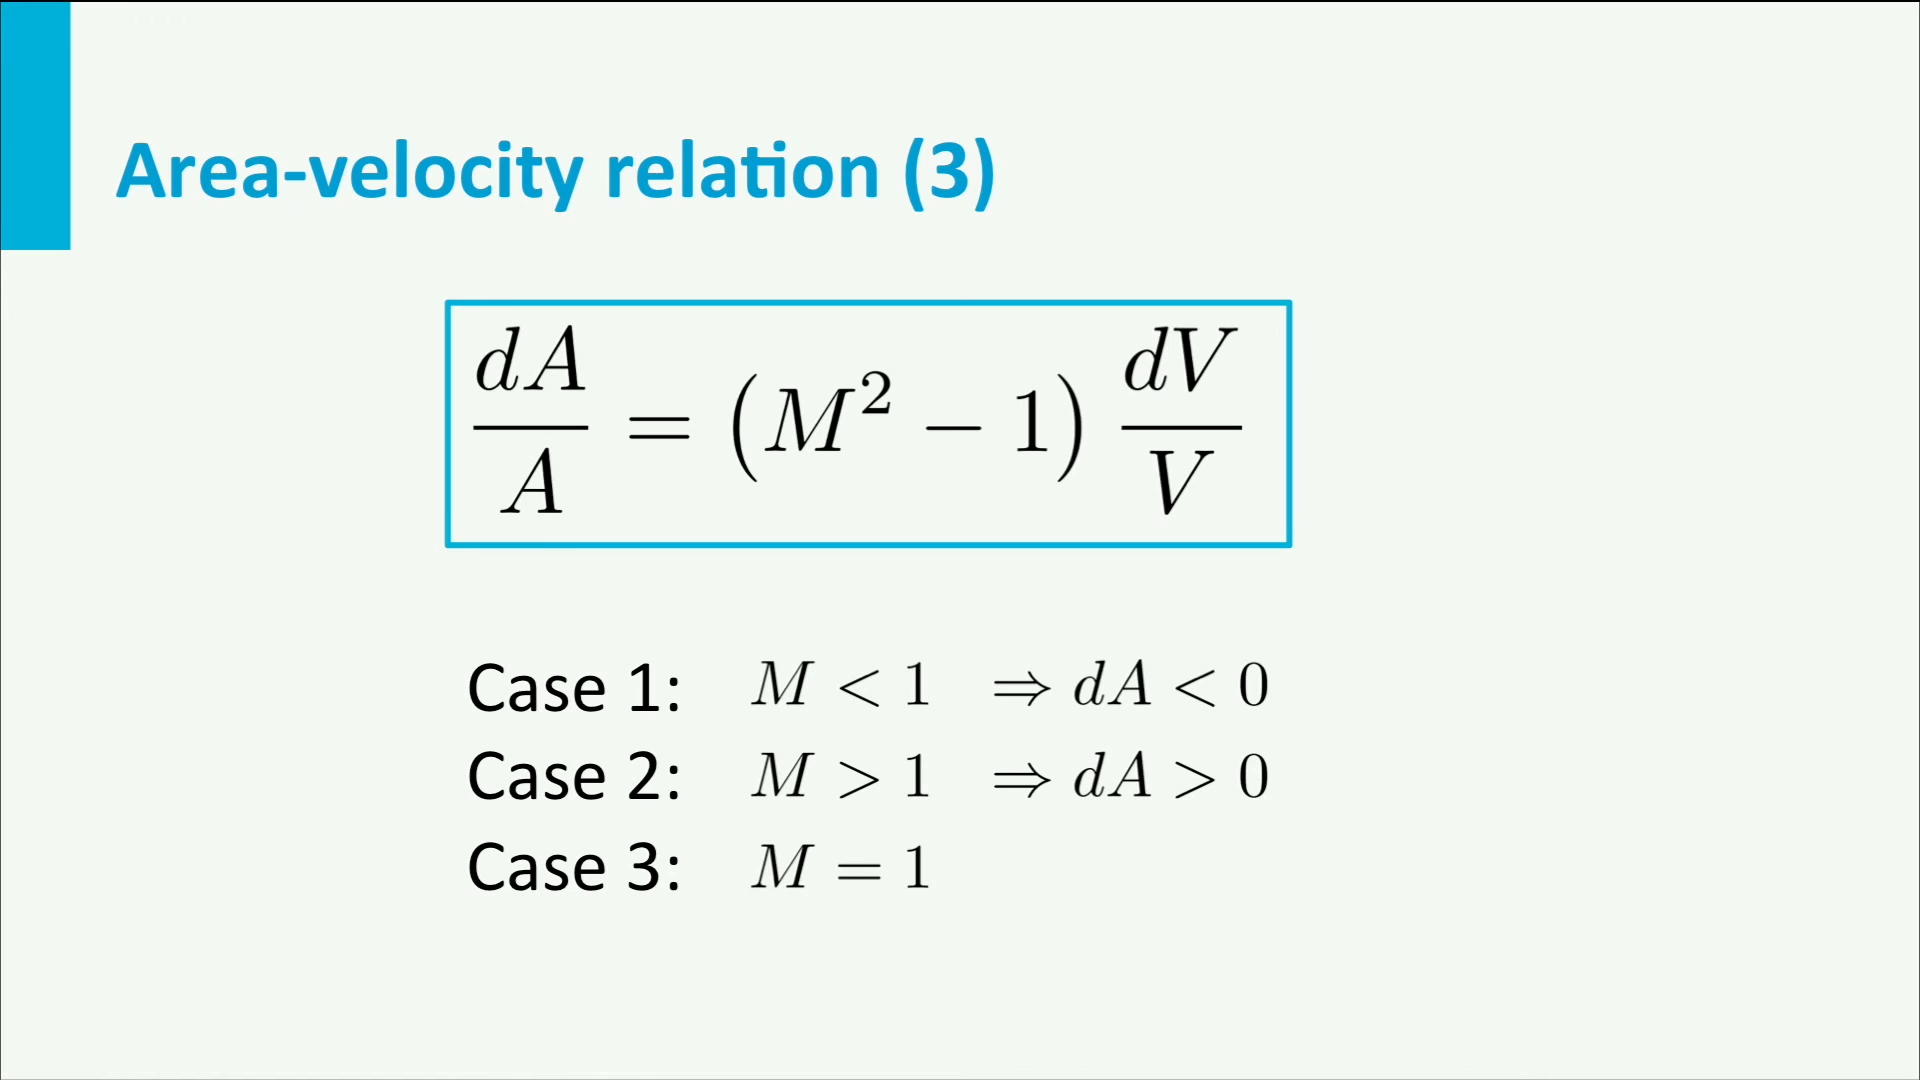 Area-velocity relation (3)
dA/A = (M² − 1) dV/V
Case 1: M < 1 ⇒ dA < 0
Case 2: M > 1 ⇒ dA > 0
Case 3: M = 1